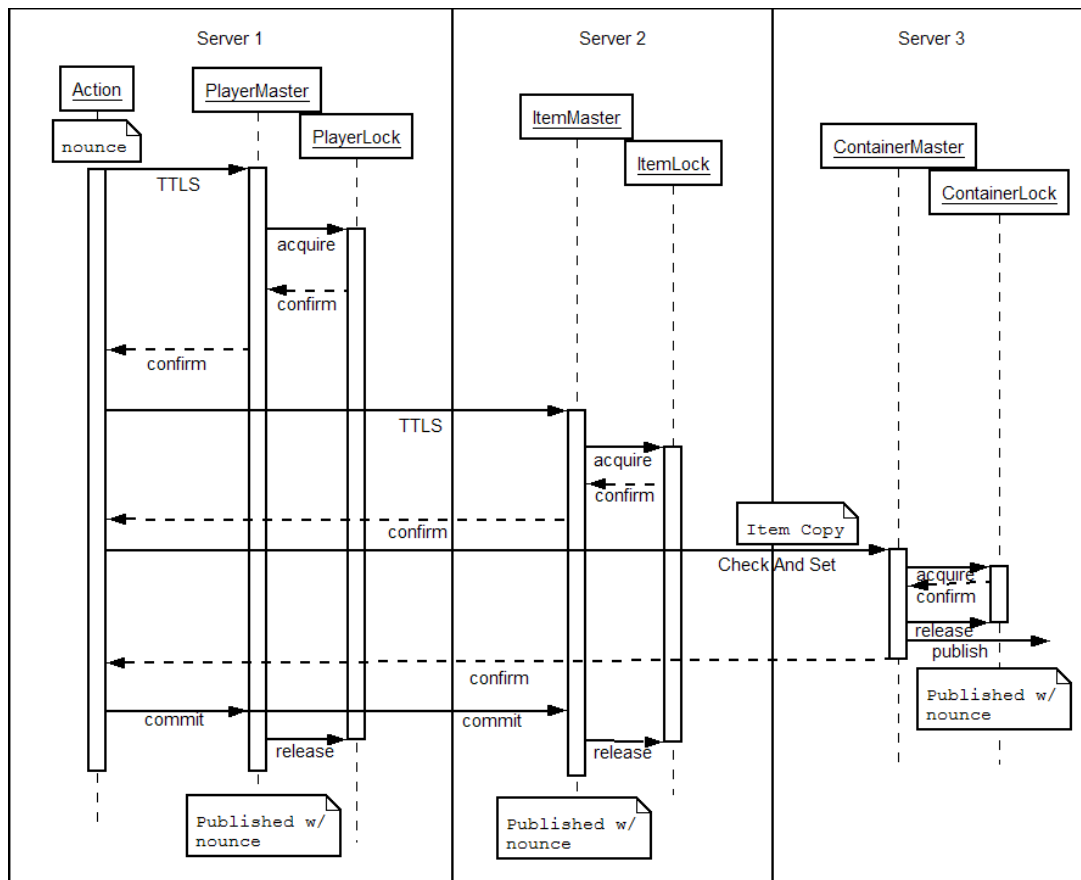 Server 1
Server 2
Server 3
Action
PlayerMaster
PlayerLock
ItemMaster
ItemLock
ContainerMaster
ContainerLock
nounce
TTLS
acquire
confirm
confirm
TTLS
acquire
confirm
confirm
Item Copy
Check And Set
acquire
confirm
release
publish
confirm
Published w/
nounce
commit
commit
release
release
Published w/
nounce
Published w/
nounce